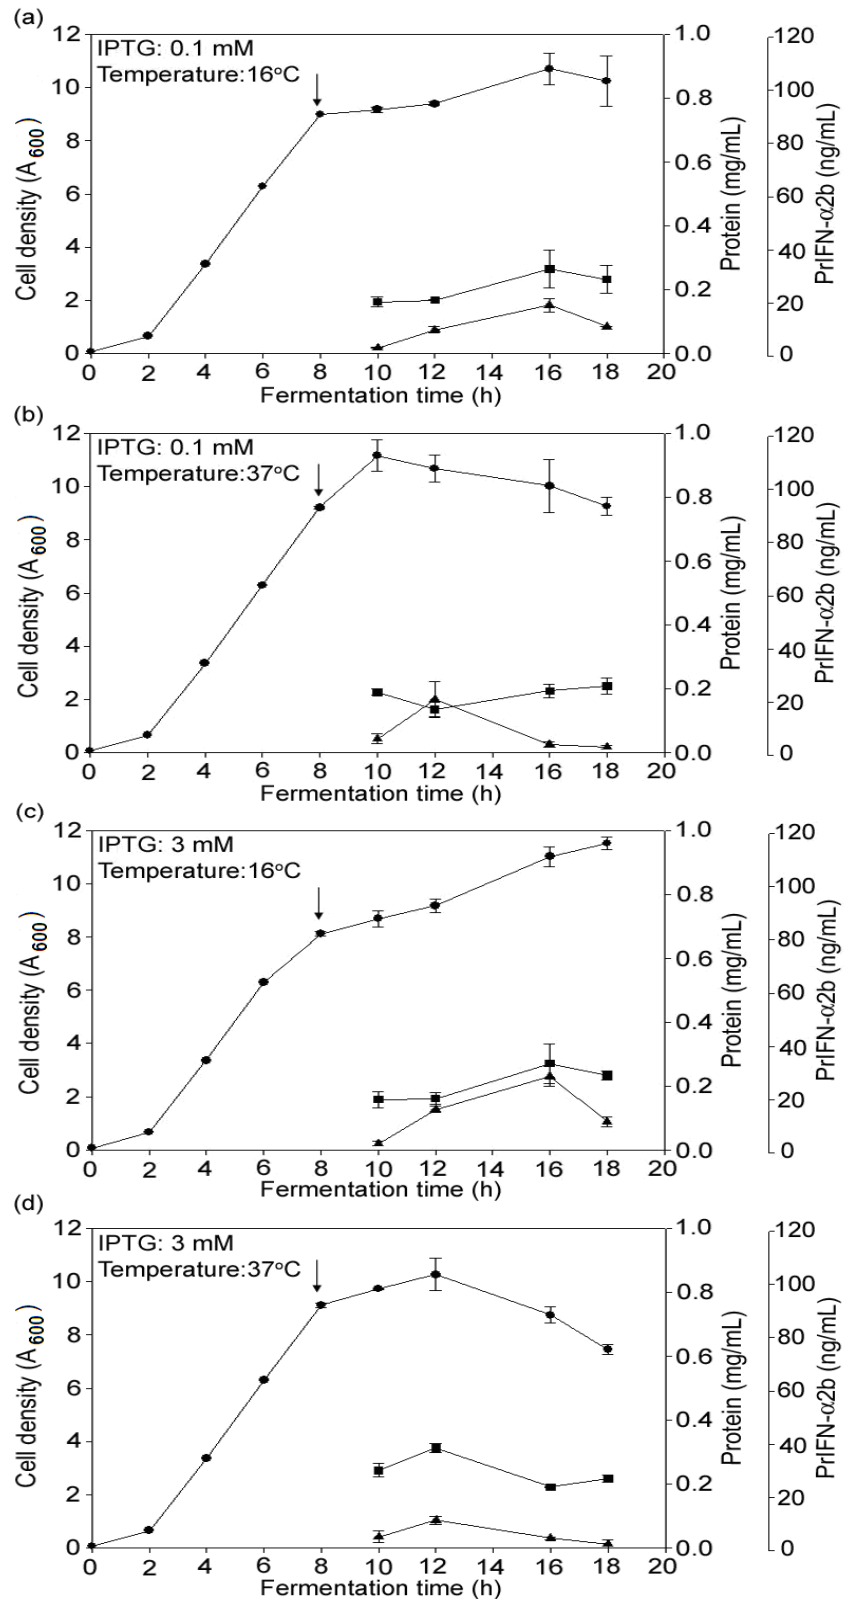 (a)
IPTG: 0.1 mM
Temperature:16°C
Cell density (A600)
12
10
8
6
4
2
0
0 2 4 6 8 10 12 14 16 18 20
Fermentation time (h)
1.0
0.8
0.6
0.4
0.2
0.0
Protein (mg/mL)
120
100
80
60
40
20
0
PrIFN-α2b (ng/mL)
(b)
IPTG: 0.1 mM
Temperature:37°C
Cell density (A600)
12
10
8
6
4
2
0
0 2 4 6 8 10 12 14 16 18 20
Fermentation time (h)
1.0
0.8
0.6
0.4
0.2
0.0
Protein (mg/mL)
120
100
80
60
40
20
0
PrIFN-α2b (ng/mL)
(c)
IPTG: 3 mM
Temperature:16°C
Cell density (A600)
12
10
8
6
4
2
0
0 2 4 6 8 10 12 14 16 18 20
Fermentation time (h)
1.0
0.8
0.6
0.4
0.2
0.0
Protein (mg/mL)
120
100
80
60
40
20
0
PrIFN-α2b (ng/mL)
(d)
IPTG: 3 mM
Temperature:37°C
Cell density (A600)
12
10
8
6
4
2
0
0 2 4 6 8 10 12 14 16 18 20
Fermentation time (h)
1.0
0.8
0.6
0.4
0.2
0.0
Protein (mg/mL)
120
100
80
60
40
20
0
PrIFN-α2b (ng/mL)